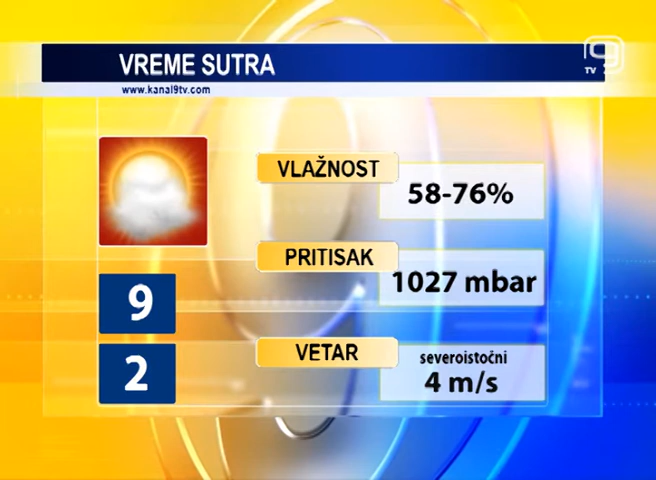 VREME SUTRA
www.kanal9tv.com
TV 9
VLAŽNOST
58-76%
PRITISAK
1027 mbar
9
2
VETAR
severoistočni
4 m/s